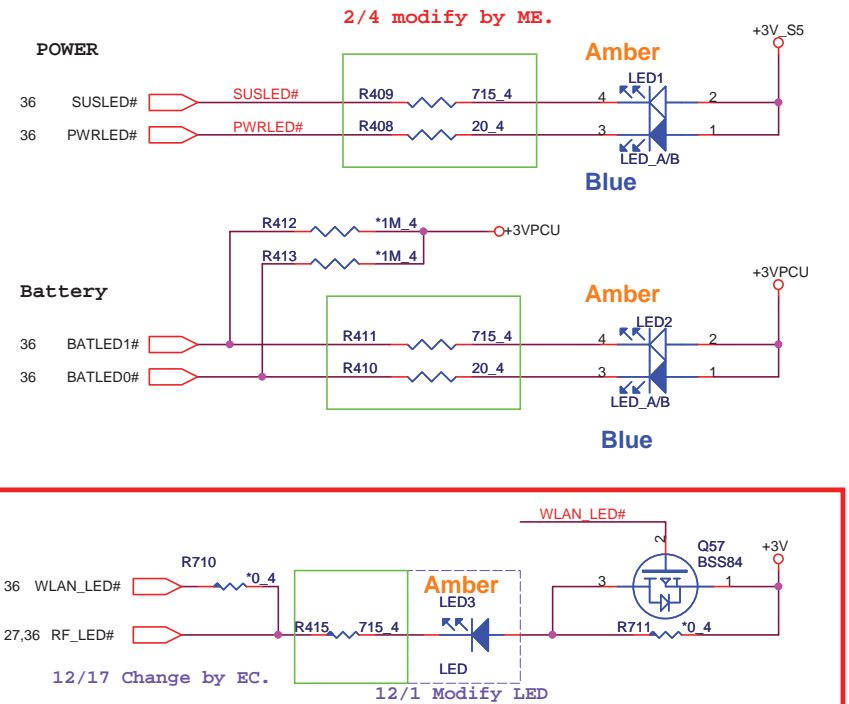 2/4 modify by ME.
+3V_S5
POWER
Amber
LED1
36 SUSLED# SUSLED# R409 715_4 4 2
36 PWRLED# PWRLED# R408 20_4 3 1
LED_A/B
Blue
R412 *1M_4 +3VPCU
R413 *1M_4
+3VPCU
Battery
Amber
LED2
36 BATLED1# R411 715_4 4 2
36 BATLED0# R410 20_4 3 1
LED_A/B
Blue
WLAN_LED#
2
Q57
BSS84
+3V
R710
36 WLAN_LED# *0_4
Amber
LED3
3 1
27,36 RF_LED# R415 715_4 R711 *0_4
LED
12/17 Change by EC.
12/1 Modify LED